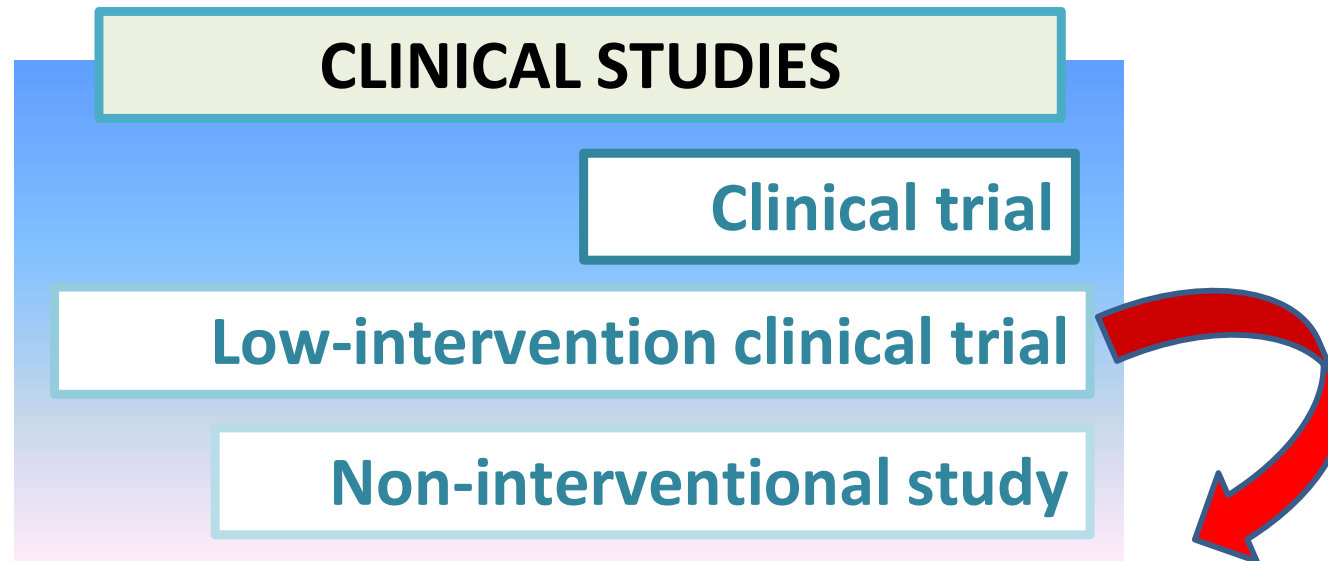 CLINICAL STUDIES
Clinical trial
Low-intervention clinical trial
Non-interventional study